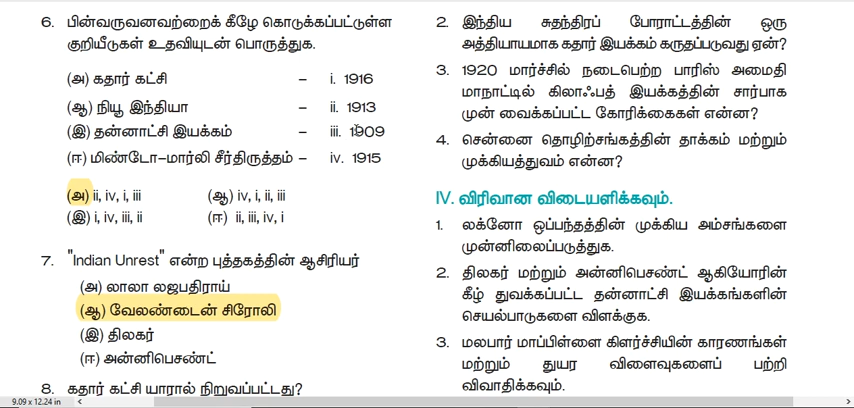 6. பின்வருவனவற்றைக் கீழே கொடுக்கப்பட்டுள்ள
குறியீடுகள் உதவியுடன் பொருத்துக.
(அ) கதார் கட்சி – i. 1916
(ஆ) நியூ இந்தியா – ii. 1913
(இ) தன்னாட்சி இயக்கம் – iii. 1909
(ஈ) மிண்டோ–மார்லி சீர்திருத்தம் – iv. 1915
(அ) ii, iv, i, iii (ஆ) iv, i, ii, iii
(இ) i, iv, iii, ii (ஈ) ii, iii, iv, i
7. "Indian Unrest" என்ற புத்தகத்தின் ஆசிரியர்
(அ) லாலா லஜபதிராய்
(ஆ) வேலண்டைன் சிரோலி
(இ) திலகர்
(ஈ) அன்னிபெசண்ட்
8. கதார் கட்சி யாரால் நிறுவப்பட்டது?
2. இந்திய சுதந்திரப் போராட்டத்தின் ஒரு
அத்தியாயமாக கதார் இயக்கம் கருதப்படுவது ஏன்?
3. 1920 மார்ச்சில் நடைபெற்ற பாரிஸ் அமைதி
மாநாட்டில் கிலாஃபத் இயக்கத்தின் சார்பாக
முன் வைக்கப்பட்ட கோரிக்கைகள் என்ன?
4. சென்னை தொழிற்சங்கத்தின் தாக்கம் மற்றும்
முக்கியத்துவம் என்ன?
IV. விரிவான விடையளிக்கவும்.
1. லக்னோ ஒப்பந்தத்தின் முக்கிய அம்சங்களை
முன்னிலைப்படுத்துக.
2. திலகர் மற்றும் அன்னிபெசண்ட் ஆகியோரின்
கீழ் துவக்கப்பட்ட தன்னாட்சி இயக்கங்களின்
செயல்பாடுகளை விளக்குக.
3. மலபார் மாப்பிள்ளை கிளர்ச்சியின் காரணங்கள்
மற்றும் துயர விளைவுகளைப் பற்றி
விவாதிக்கவும்.
9.09 x 12.24 in